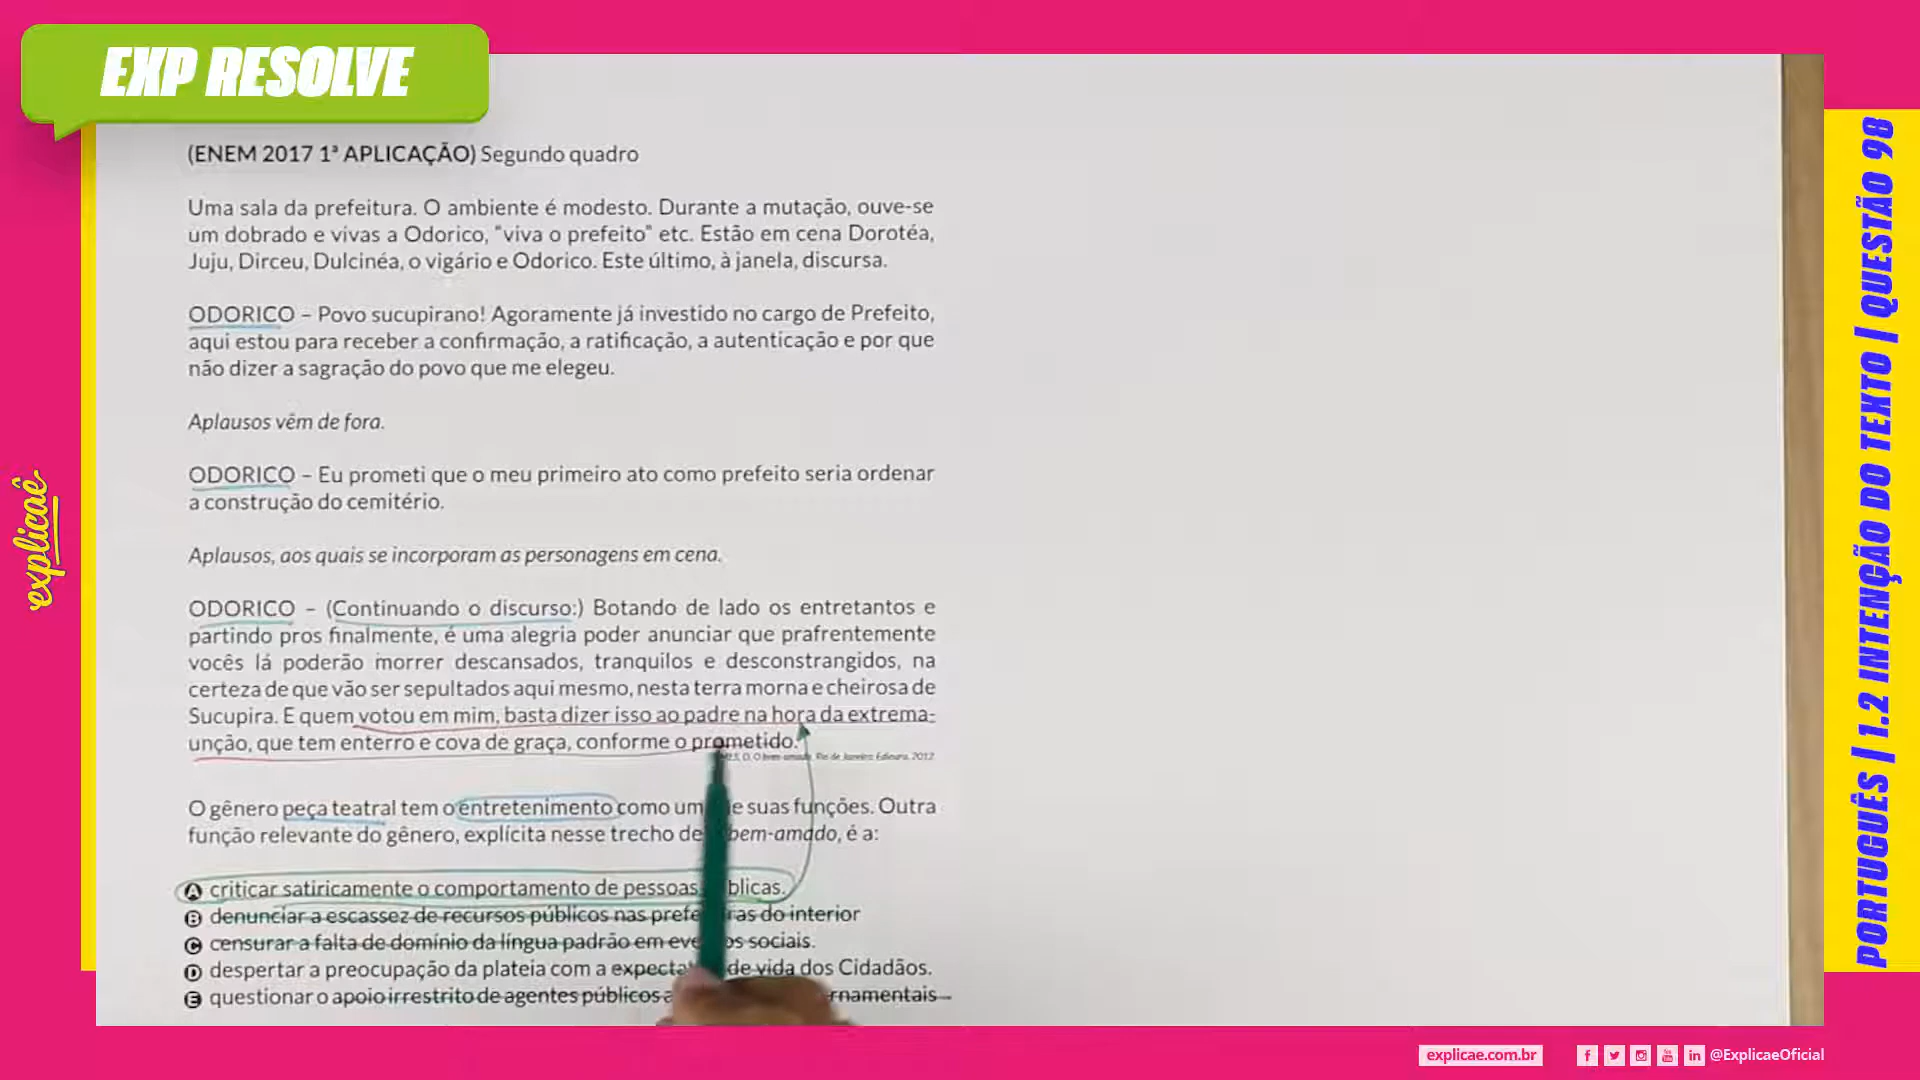 EXP RESOLVE
(ENEM 2017 1ª APLICAÇÃO) Segundo quadro
Uma sala da prefeitura. O ambiente é modesto. Durante a mutação, ouve-se
um dobrado e vivas a Odorico, "viva o prefeito" etc. Estão em cena Dorotéa,
Juju, Dirceu, Dulcinéa, o vigário e Odorico. Este último, à janela, discursa.
ODORICO – Povo sucupirano! Agoramente já investido no cargo de Prefeito,
aqui estou para receber a confirmação, a ratificação, a autenticação e por que
não dizer a sagração do povo que me elegeu.
Aplausos vêm de fora.
ODORICO – Eu prometi que o meu primeiro ato como prefeito seria ordenar
a construção do cemitério.
Aplausos, aos quais se incorporam as personagens em cena.
ODORICO – (Continuando o discurso:) Botando de lado os entretantos e
partindo pros finalmente, é uma alegria poder anunciar que prafrentemente
vocês lá poderão morrer descansados, tranquilos e desconstrangidos, na
certeza de que vão ser sepultados aqui mesmo, nesta terra morna e cheirosa de
Sucupira. E quem votou em mim, basta dizer isso ao padre na hora da extrema-
unção, que tem enterro e cova de graça, conforme o prometido.
D. O bem-amado. Rio de Janeiro: Ediouro, 2012
O gênero peça teatral tem o entretenimento como suas funções. Outra
função relevante do gênero, explícita nesse trecho de bem-amado, é a:
A criticar satiricamente o comportamento de pessoas
B denunciar a escassez de recursos públicos nas do interior
C censurar a falta de domínio da língua padrão em sociais.
D despertar a preocupação da plateia com a de vida dos Cidadãos.
E questionar o apoio irrestrito de agentes públicos
explicaê
PORTUGUÊS | 1.2 INTENÇÃO DO TEXTO | QUESTÃO 98
explicae.com.br
@ExplicaeOficial